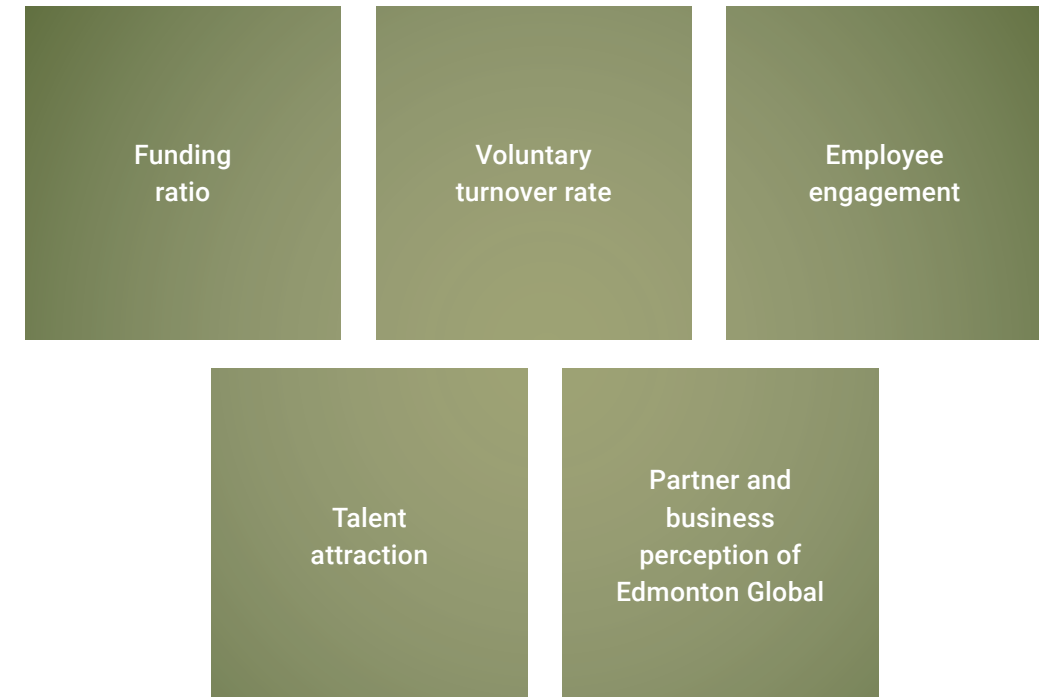 Funding
ratio
Voluntary
turnover rate
Employee
engagement
Talent
attraction
Partner and
business
perception of
Edmonton Global